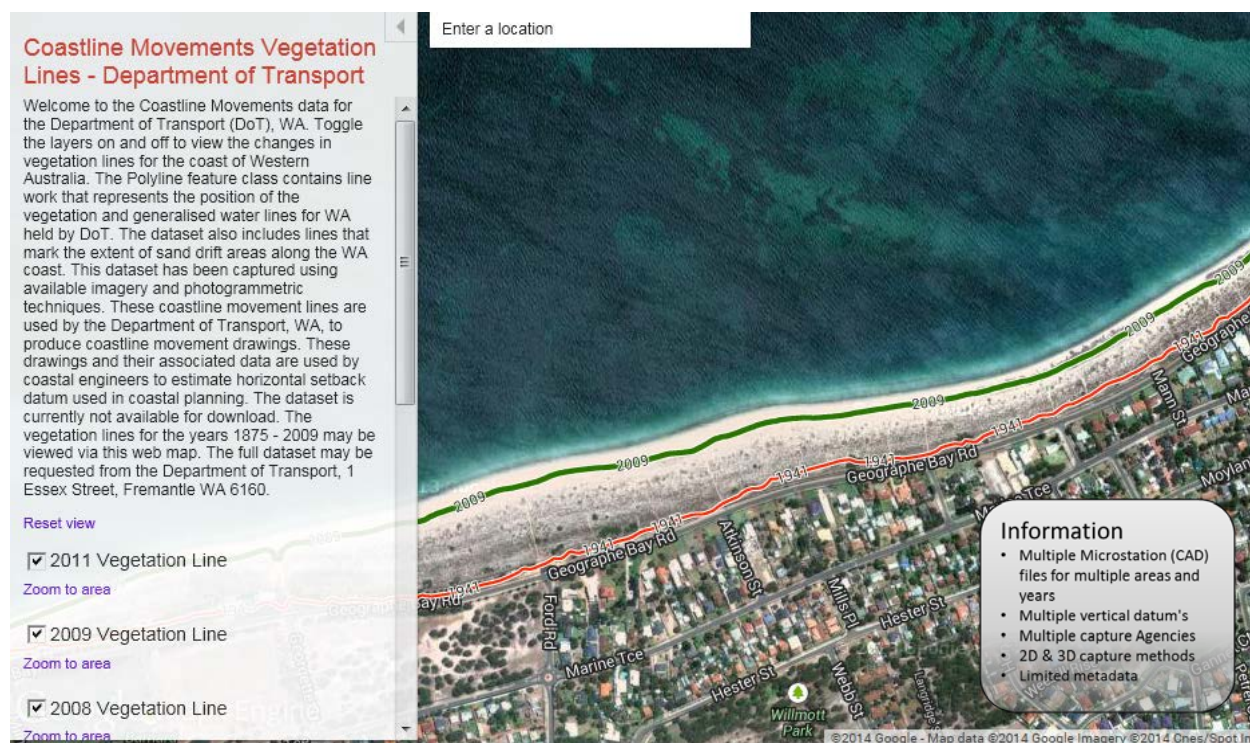 Coastline Movements Vegetation
Lines - Department of Transport
Welcome to the Coastline Movements data for
the Department of Transport (DoT), WA. Toggle
the layers on and off to view the changes in
vegetation lines for the coast of Western
Australia. The Polyline feature class contains line
work that represents the position of the
vegetation and generalised water lines for WA
held by DoT. The dataset also includes lines that
mark the extent of sand drift areas along the WA
coast. This dataset has been captured using
available imagery and photogrammetric
techniques. These coastline movement lines are
used by the Department of Transport, WA, to
produce coastline movement drawings. These
drawings and their associated data are used by
coastal engineers to estimate horizontal setback
datum used in coastal planning. The dataset is
currently not available for download. The
vegetation lines for the years 1875 - 2009 may be
viewed via this web map. The full dataset may be
requested from the Department of Transport, 1
Essex Street, Fremantle WA 6160.
Reset view
2011 Vegetation Line
Zoom to area
2009 Vegetation Line
Zoom to area
2008 Vegetation Line
Zoom to area
Enter a location
2009
2009
2009
2009
2009
1941
1941
1941
1941
1941
1941
1941
Geographe Bay Rd
Geographe Bay Rd
Geographe
Bay Rd
Mann St
Atkinson St
Mills Pl
Hester St
Hester St
Ford Rd
Marine Tce
Webb St
Willmott
Park
Information
• Multiple Microstation (CAD)
files for multiple areas and
years
• Multiple vertical datum's
• Multiple capture Agencies
• 2D & 3D capture methods
• Limited metadata
©2014 Google - Map data ©2014 Google Imagery ©2014 Cnes/Spot Im